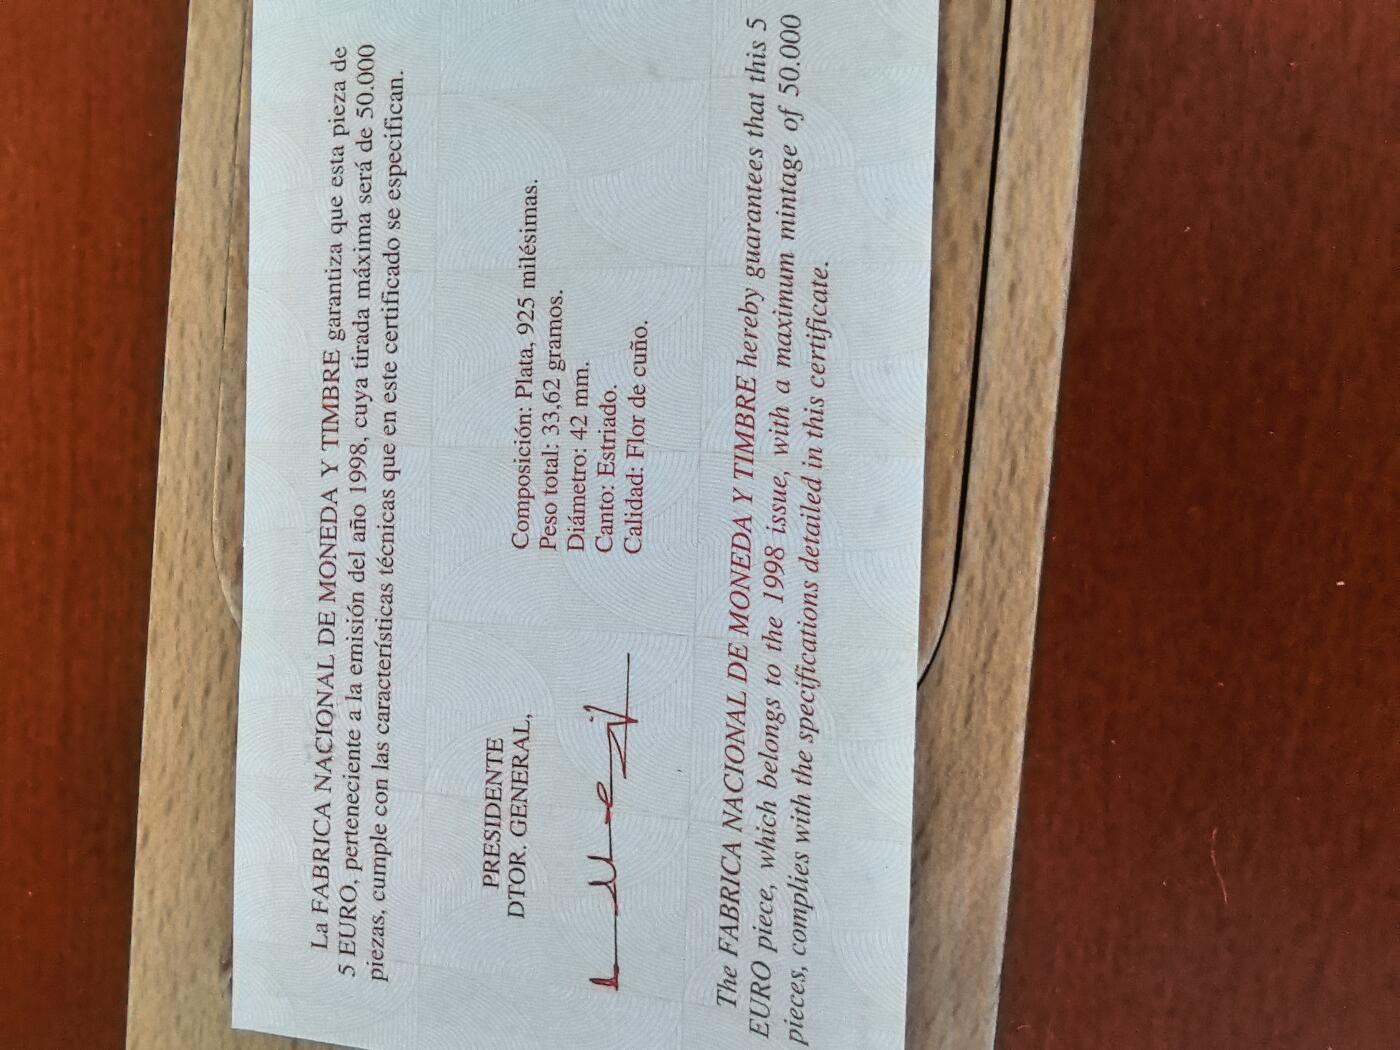 La FABRICA NACIONAL DE MONEDA Y TIMBRE garantiza que esta pieza de
5 EURO, perteneciente a la emisión del año 1998, cuya tirada máxima será de 50.000
piezas, cumple con las características técnicas que en este certificado se especifican.
PRESIDENTE
DTOR. GENERAL,
Composición: Plata, 925 milésimas.
Peso total: 33,62 gramos.
Diámetro: 42 mm.
Canto: Estriado.
Calidad: Flor de cuño.
The FABRICA NACIONAL DE MONEDA Y TIMBRE hereby guarantees that this 5
EURO piece, which belongs to the 1998 issue, with a maximum mintage of 50.000
pieces, complies with the specifications detailed in this certificate.